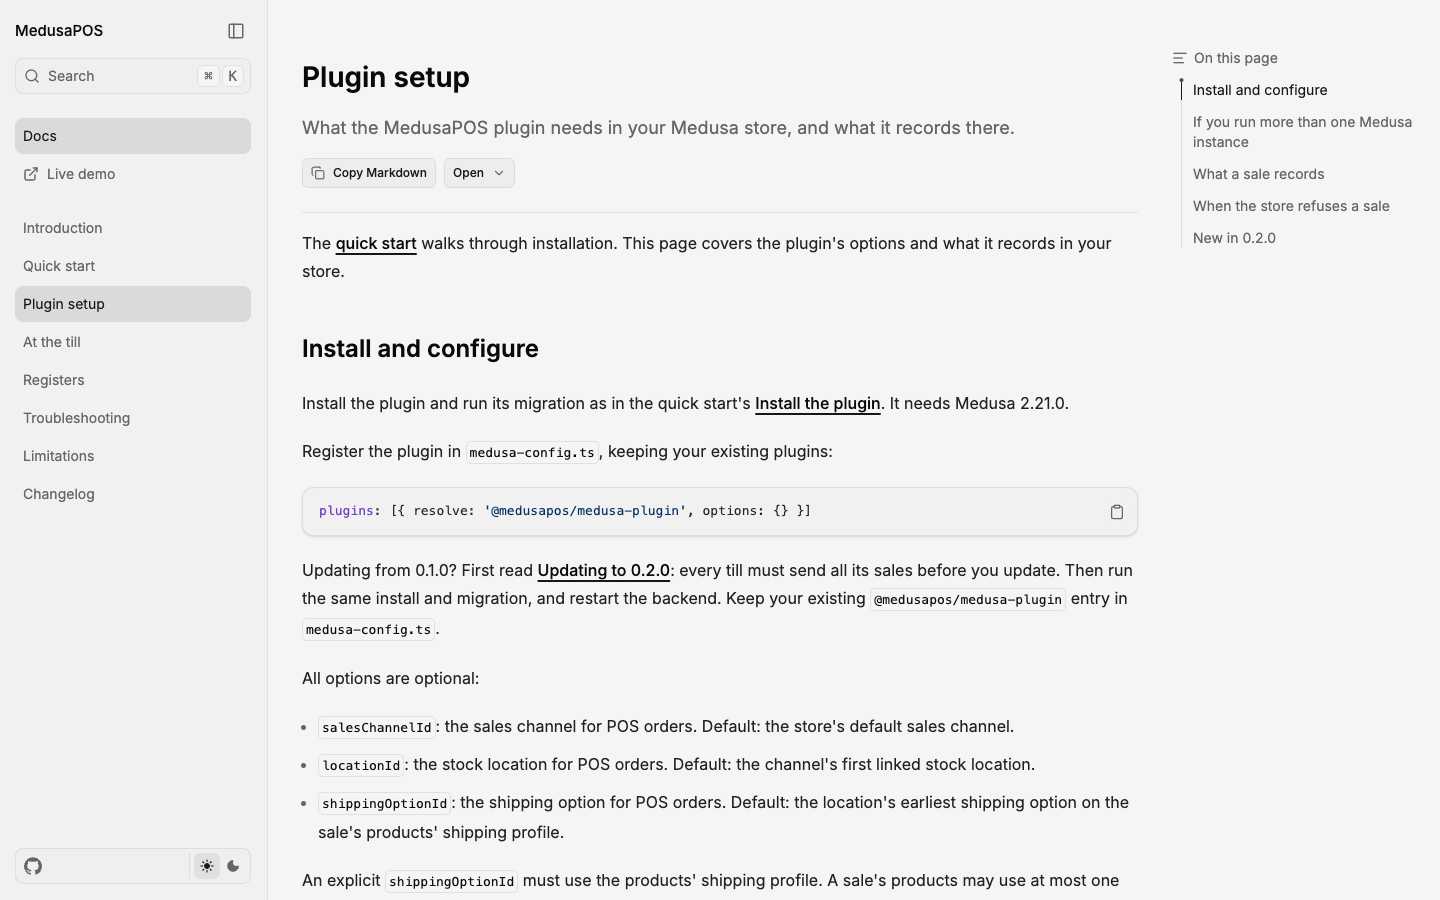 MedusaPOS
Search
⌘ K
Docs
Live demo
Introduction
Quick start
Plugin setup
At the till
Registers
Troubleshooting
Limitations
Changelog
Plugin setup
What the MedusaPOS plugin needs in your Medusa store, and what it records there.
Copy Markdown
Open
The quick start walks through installation. This page covers the plugin's options and what it records in your
store.
Install and configure
Install the plugin and run its migration as in the quick start's Install the plugin. It needs Medusa 2.21.0.
Register the plugin in medusa-config.ts, keeping your existing plugins:
plugins: [{ resolve: '@medusapos/medusa-plugin', options: {} }]
Updating from 0.1.0? First read Updating to 0.2.0: every till must send all its sales before you update. Then run
the same install and migration, and restart the backend. Keep your existing @medusapos/medusa-plugin entry in
medusa-config.ts.
All options are optional:
• salesChannelId: the sales channel for POS orders. Default: the store's default sales channel.
• locationId: the stock location for POS orders. Default: the channel's first linked stock location.
• shippingOptionId: the shipping option for POS orders. Default: the location's earliest shipping option on the
sale's products' shipping profile.
An explicit shippingOptionId must use the products' shipping profile. A sale's products may use at most one
On this page
Install and configure
If you run more than one Medusa
instance
What a sale records
When the store refuses a sale
New in 0.2.0